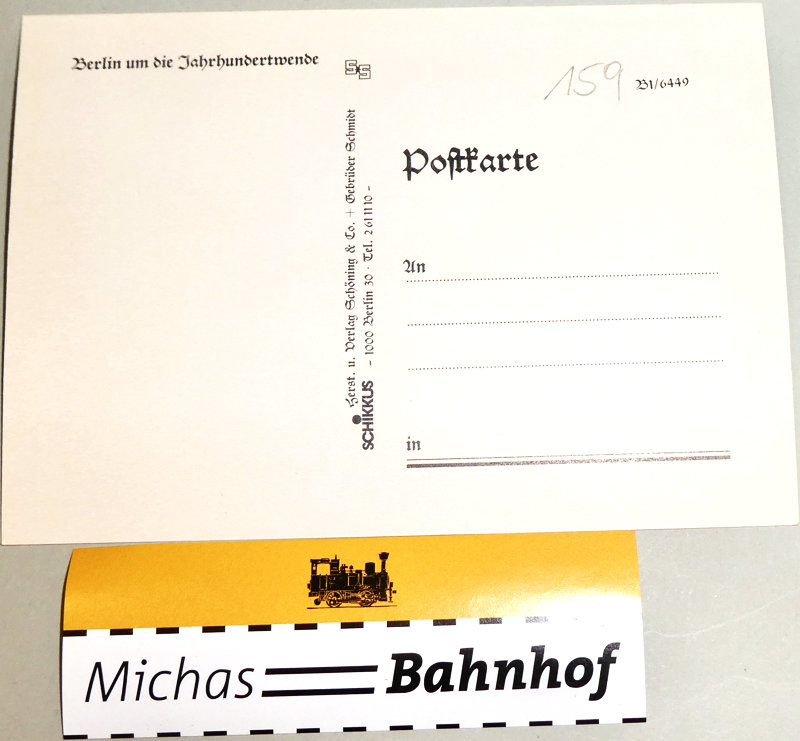 Berlin um die Jahrhundertwende
SS
159
B1/6449
Postkarte
Herst. u. Verlag Schöning & Co. + Gebrüder Schmidt
SCHIKKUS – 1000 Berlin 30 · Tel. 2 61 11 10 –
An
in
Michas Bahnhof